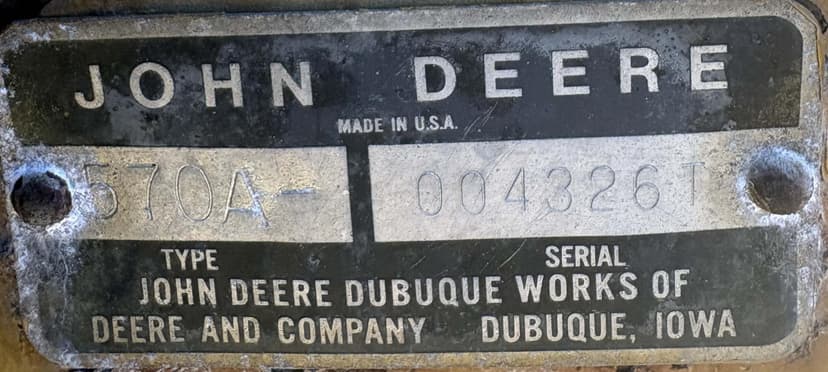 JOHN DEERE
MADE IN U.S.A.
570A- 004326T
TYPE SERIAL
JOHN DEERE DUBUQUE WORKS OF
DEERE AND COMPANY DUBUQUE, IOWA